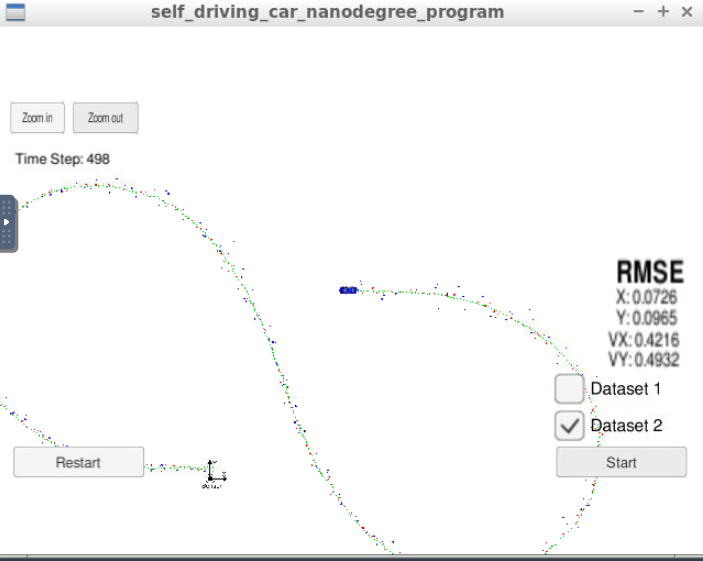 self_driving_car_nanodegree_program
Zoom in
Zoom out
Time Step: 498
RMSE
X: 0.0726
Y: 0.0965
VX: 0.4216
VY: 0.4932
Dataset 1
Dataset 2
Restart
Start